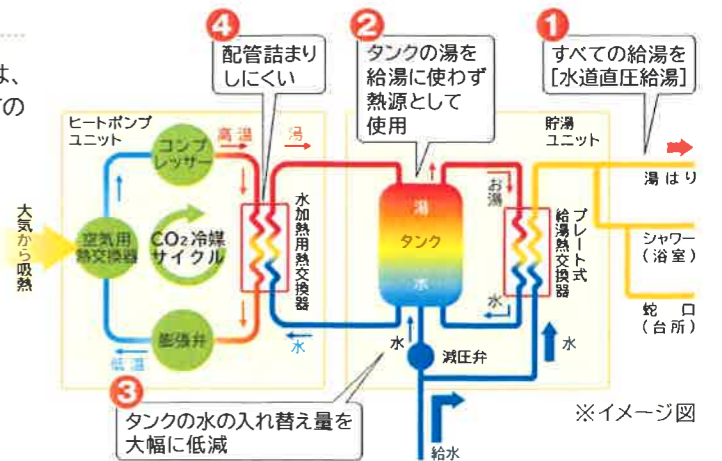 は、
の
❹
配管詰まり
しにくい
❷
タンクの湯を
給湯に使わず
熱源として
使用
❶
すべての給湯を
[水道直圧給湯]
ヒートポンプ
ユニット
コンプ
レッサー
高温
湯
大気から吸熱
空気用
熱交換器
CO₂冷媒
サイクル
膨張弁
低温
水加熱用熱交換器
水
貯湯
ユニット
湯
タンク
水
お湯
水
プレート式
給湯熱交換器
水
減圧弁
水
給水
湯はり
シャワー
(浴室)
蛇口
(台所)
❸
タンクの水の入れ替え量を
大幅に低減
※イメージ図